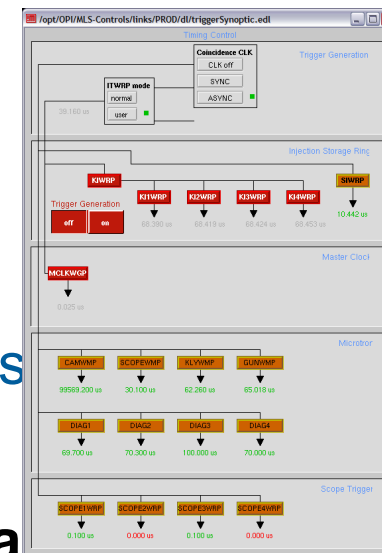 /opt/OPI/MLS-Controls/links/PROD/dl/triggerSynoptic.edl
Timing Control
Coincidence CLK
Trigger Generation
CLK off
SYNC
ASYNC
ITWRP mode
normal
user
39.160 us
Injection Storage Ring
KIWRP
SIWRP
KI1WRP KI2WRP KI3WRP KI4WRP
Trigger Generation
off on
68.390 us 68.418 us 68.424 us 68.453 us
10.442 us
Master Clock
MCLKWGP
0.025 us
Microtron
s
CAMWMP SCOPEWMP KLYWMP GUNWMP
99569.200 us 30.100 us 62.260 us 65.018 us
DIAG1 DIAG2 DIAG3 DIAG4
69.700 us 70.300 us 100.000 us 70.000 us
Scope Trigger
SCOPE1WRP SCOPE2WRP SCOPE3WRP SCOPE4WRP
a
0.100 us 0.000 us 0.100 us 0.000 us